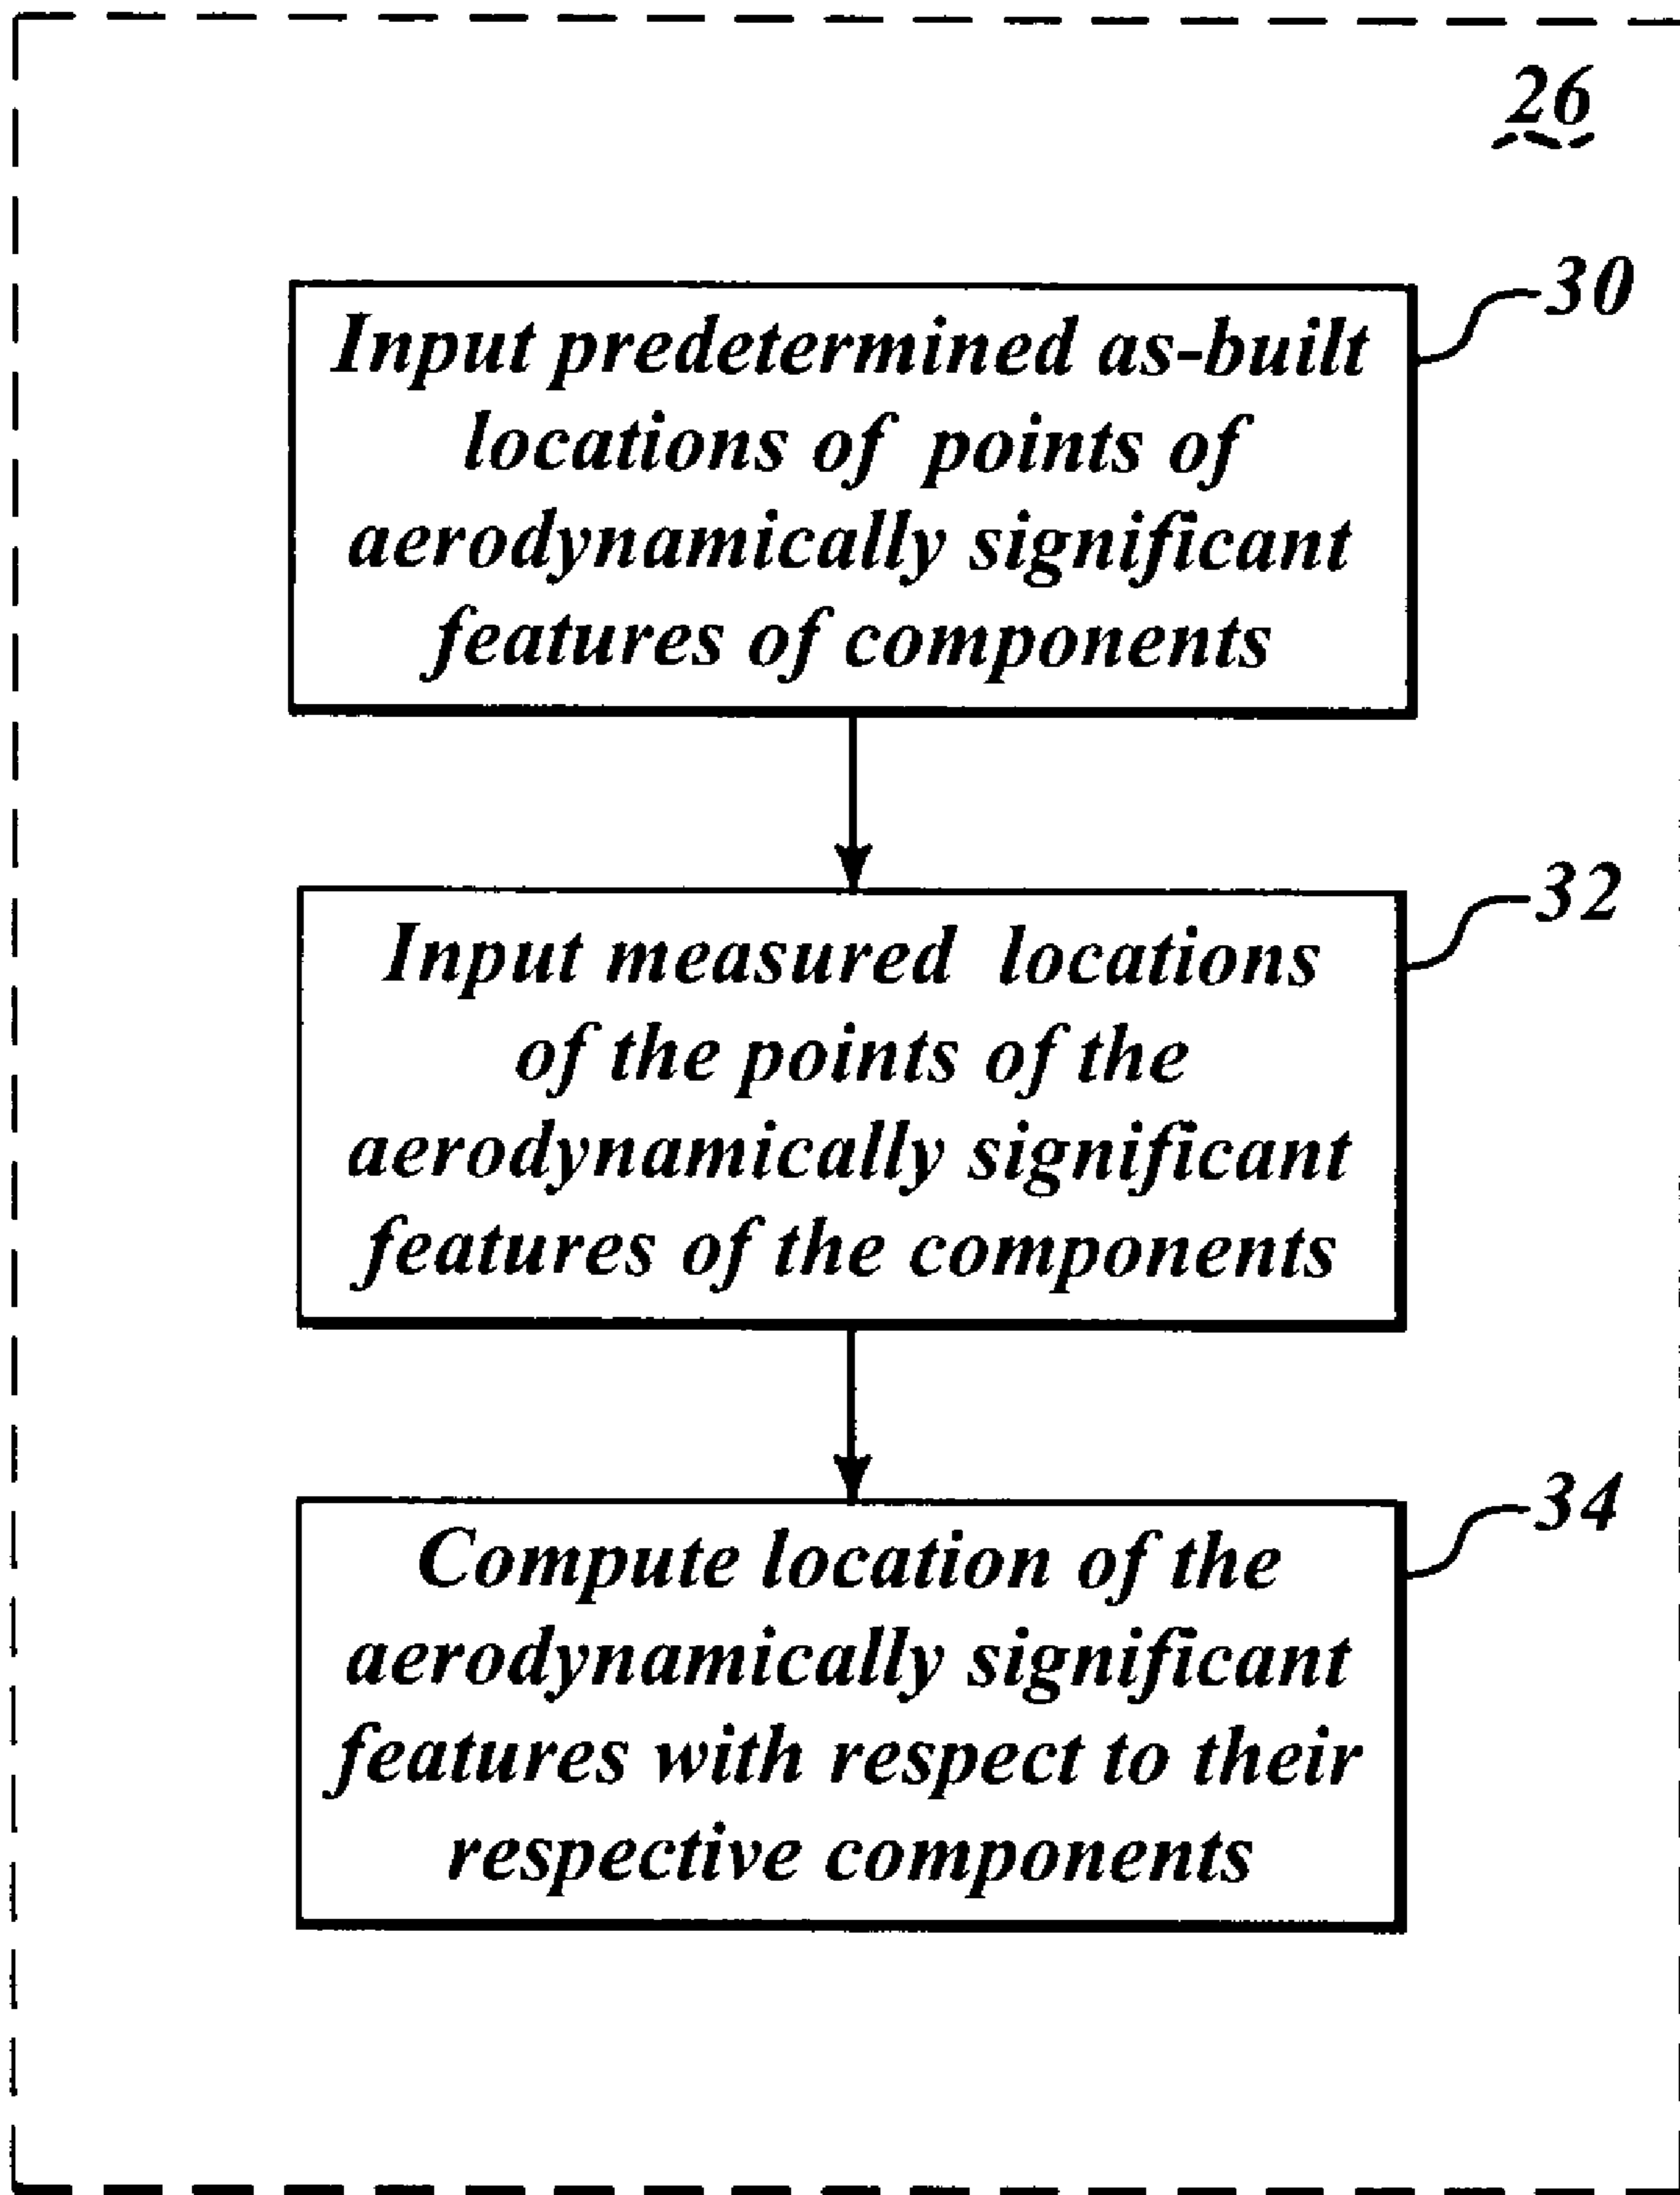 26
30
Input predetermined as-built
locations of points of
aerodynamically significant
features of components
32
Input measured locations
of the points of the
aerodynamically significant
features of the components
34
Compute location of the
aerodynamically significant
features with respect to their
respective components